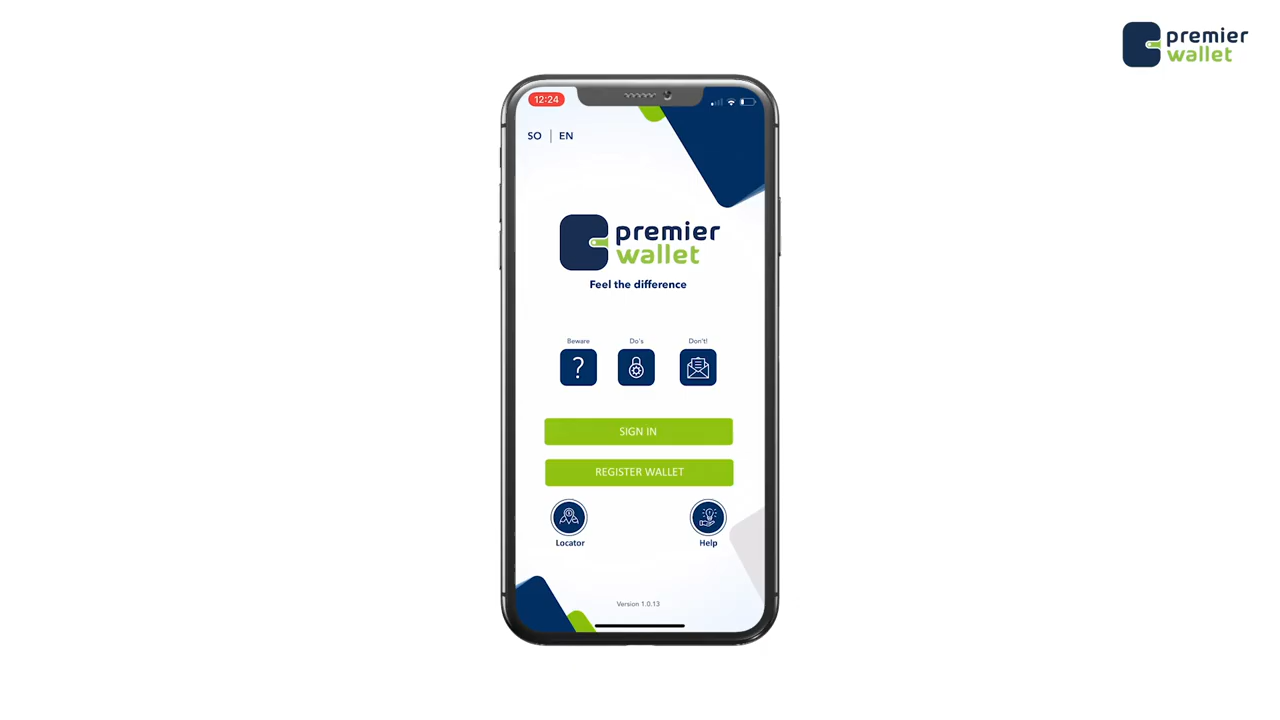 premier
wallet
12:24
SO | EN
premier
wallet
Feel the difference
Beware
Do's
Don't!
?
SIGN IN
REGISTER WALLET
Locator
Help
Version 1.0.13